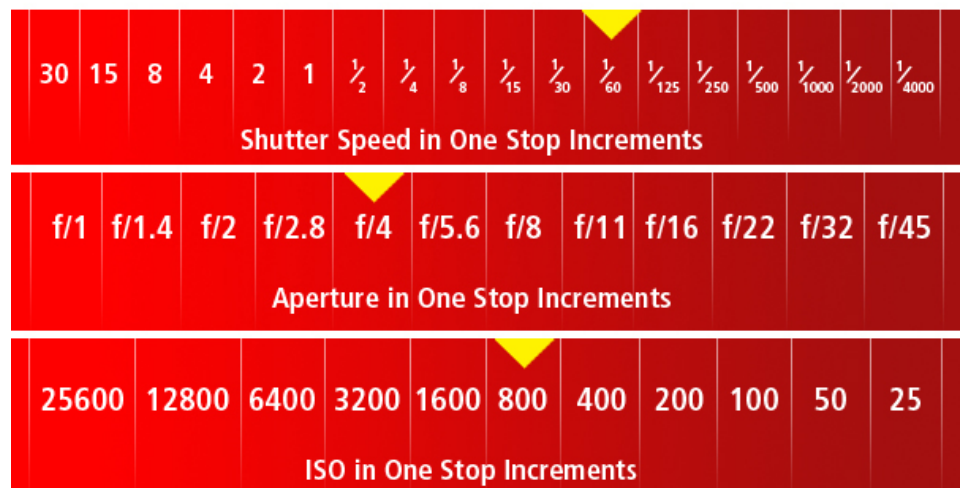 30 15 8 4 2 1 1/2 1/4 1/8 1/15 1/30 1/60 1/125 1/250 1/500 1/1000 1/2000 1/4000
Shutter Speed in One Stop Increments
f/1 f/1.4 f/2 f/2.8 f/4 f/5.6 f/8 f/11 f/16 f/22 f/32 f/45
Aperture in One Stop Increments
25600 12800 6400 3200 1600 800 400 200 100 50 25
ISO in One Stop Increments